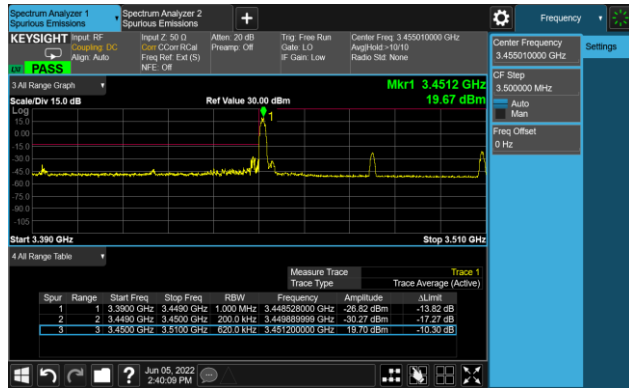 Spectrum Analyzer 1
Spurious Emissions
Spectrum Analyzer 2
Spurious Emissions
+
Frequency
KEYSIGHT
Input: RF
Coupling: DC
Align: Auto
Input Z: 50 Ω
Corr CCorr RCal
Freq Ref: Ext (S)
NFE: Off
Atten: 20 dB
Preamp: Off
Trig: Free Run
Gate: LO
IF Gain: Low
Center Freq: 3.455010000 GHz
Avg|Hold:>10/10
Radio Std: None
PASS
Center Frequency
3.455010000 GHz
Settings
CF Step
3.500000 MHz
Auto
Man
Freq Offset
0 Hz
3 All Range Graph
Mkr1 3.4512 GHz
Scale/Div 15.0 dB
Ref Value 30.00 dBm
19.67 dBm
Log
15.0
0.00
-15.0
-30.0
-45.0
-60.0
-75.0
-90.0
-105
1
Start 3.390 GHz
Stop 3.510 GHz
4 All Range Table
Measure Trace Trace 1
Trace Type Trace Average (Active)
Spur Range Start Freq Stop Freq RBW Frequency Amplitude ΔLimit
1 1 3.3900 GHz 3.4490 GHz 1.000 MHz 3.448528000 GHz -26.82 dBm -13.82 dB
2 2 3.4490 GHz 3.4500 GHz 200.0 kHz 3.449889999 GHz -30.27 dBm -17.27 dB
3 3 3.4500 GHz 3.5100 GHz 620.0 kHz 3.451200000 GHz 19.70 dBm -10.30 dB
?
Jun 05, 2022
2:40:09 PM